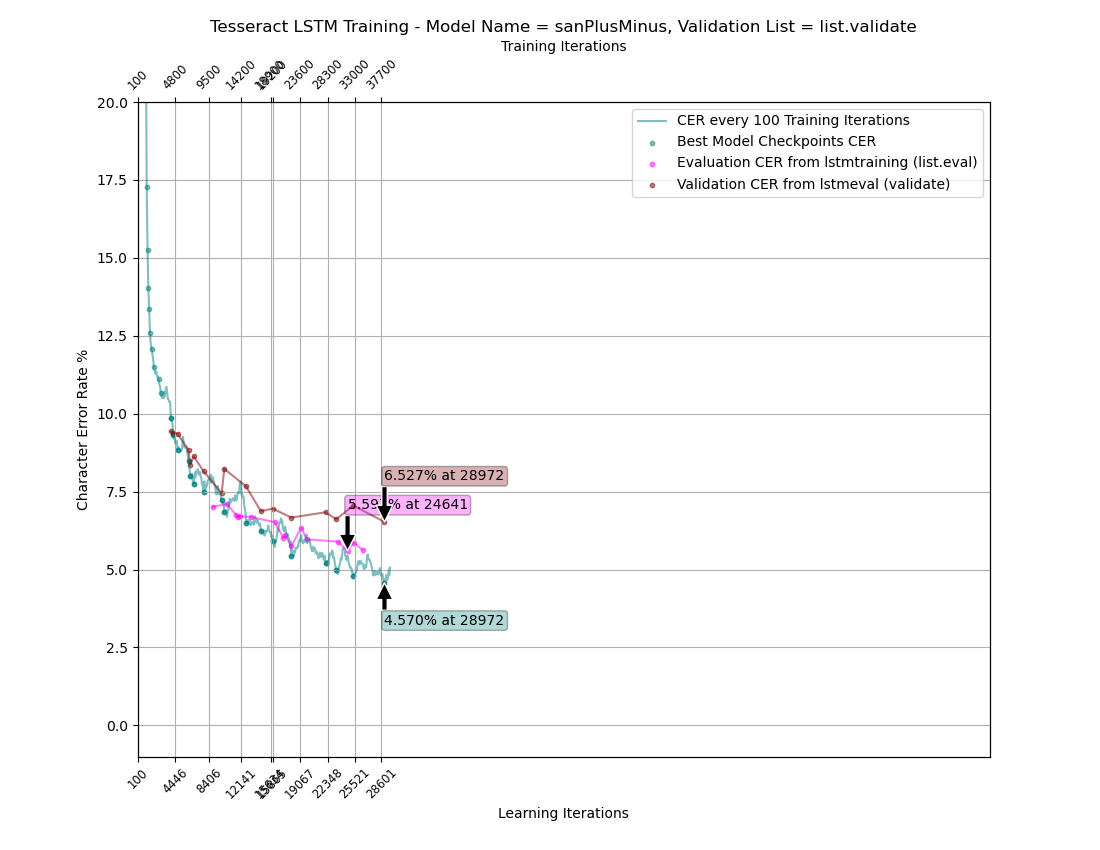 Tesseract LSTM Training - Model Name = sanPlusMinus, Validation List = list.validate
Training Iterations
100 4800 9500 14200 19200 23600 28300 33000 37700
20.0
17.5
15.0
12.5
10.0
7.5
5.0
2.5
0.0
Character Error Rate %
CER every 100 Training Iterations
Best Model Checkpoints CER
Evaluation CER from lstmtraining (list.eval)
Validation CER from lstmeval (validate)
6.527% at 28972
5.597% at 24641
4.570% at 28972
100 4446 8406 12141 19067 22348 25521 28601
Learning Iterations